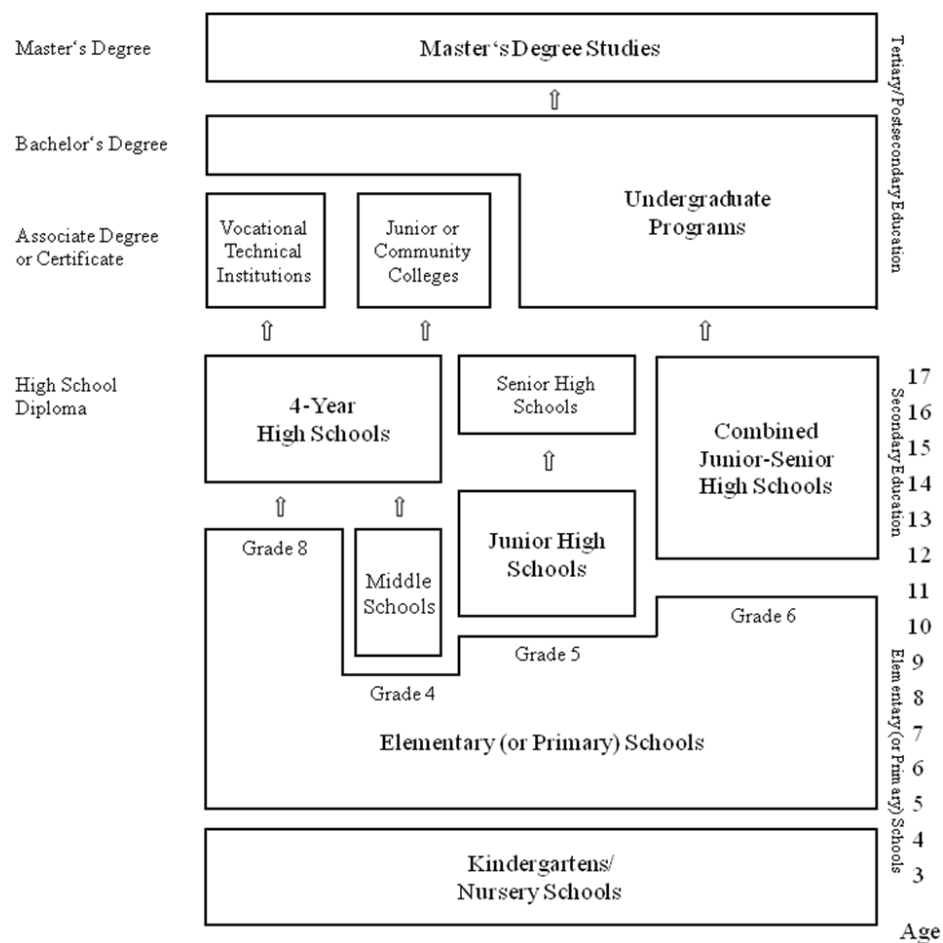 Master‘s Degree
Master‘s Degree Studies
Tertiary/Postsecondary Education
Bachelor‘s Degree
Undergraduate
Programs
Associate Degree
or Certificate
Vocational
Technical
Institutions
Junior or
Community
Colleges
High School
Diploma
4-Year
High Schools
Senior High
Schools
Combined
Junior-Senior
High Schools
Secondary Education
17
16
15
14
13
12
11
10
9
8
7
6
5
4
3
Age
Grade 8
Middle
Schools
Junior High
Schools
Grade 6
Grade 5
Grade 4
Elementary (or Primary) Schools
Elementary (or Primary) Schools
Kindergartens/
Nursery Schools